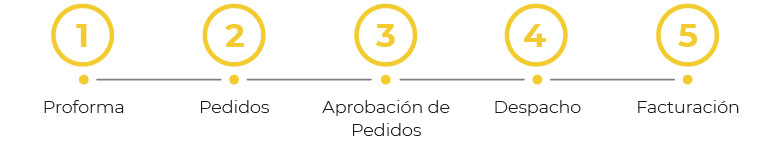 1 2 3 4 5
Proforma Pedidos Aprobación de Despacho Facturación
Pedidos